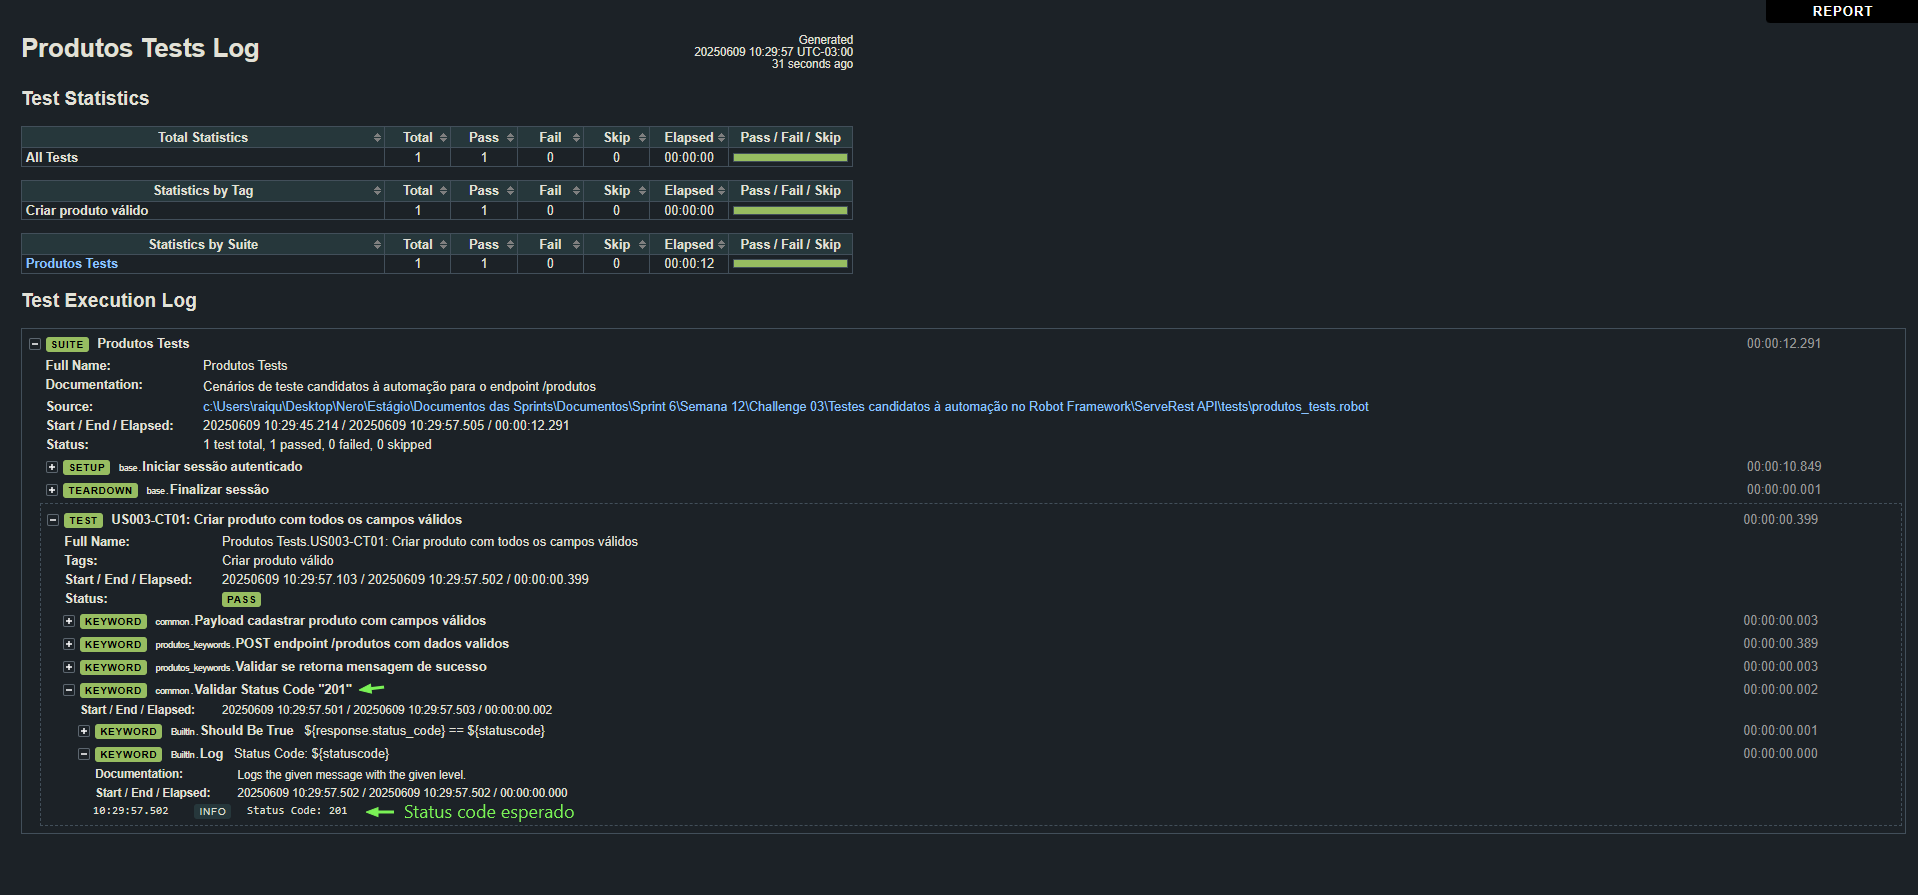 REPORT
Produtos Tests Log
Generated
20250609 10:29:57 UTC-03:00
31 seconds ago
Test Statistics
Total Statistics Total Pass Fail Skip Elapsed Pass / Fail / Skip
All Tests 1 1 0 0 00:00:00
Statistics by Tag Total Pass Fail Skip Elapsed Pass / Fail / Skip
Criar produto válido 1 1 0 0 00:00:00
Statistics by Suite Total Pass Fail Skip Elapsed Pass / Fail / Skip
Produtos Tests 1 1 0 0 00:00:12
Test Execution Log
SUITE Produtos Tests 00:00:12.291
Full Name: Produtos Tests
Documentation: Cenários de teste candidatos à automação para o endpoint /produtos
Source: c:\Users\raiqu\Desktop\Nero\Estágio\Documentos das Sprints\Documentos\Sprint 6\Semana 12\Challenge 03\Testes candidatos à automação no Robot Framework\ServeRest API\tests\produtos_tests.robot
Start / End / Elapsed: 20250609 10:29:45.214 / 20250609 10:29:57.505 / 00:00:12.291
Status: 1 test total, 1 passed, 0 failed, 0 skipped
SETUP base.Iniciar sessão autenticado 00:00:10.849
TEARDOWN base.Finalizar sessão 00:00:00.001
TEST US003-CT01: Criar produto com todos os campos válidos 00:00:00.399
Full Name: Produtos Tests.US003-CT01: Criar produto com todos os campos válidos
Tags: Criar produto válido
Start / End / Elapsed: 20250609 10:29:57.103 / 20250609 10:29:57.502 / 00:00:00.399
Status: PASS
KEYWORD common.Payload cadastrar produto com campos válidos 00:00:00.003
KEYWORD produtos_keywords.POST endpoint /produtos com dados validos 00:00:00.389
KEYWORD produtos_keywords.Validar se retorna mensagem de sucesso 00:00:00.003
KEYWORD common.Validar Status Code "201" 00:00:00.002
Start / End / Elapsed: 20250609 10:29:57.501 / 20250609 10:29:57.503 / 00:00:00.002
KEYWORD BuiltIn.Should Be True ${response.status_code} == ${statuscode} 00:00:00.001
KEYWORD BuiltIn.Log Status Code: ${statuscode} 00:00:00.000
Documentation: Logs the given message with the given level.
Start / End / Elapsed: 20250609 10:29:57.502 / 20250609 10:29:57.502 / 00:00:00.000
10:29:57.502 INFO Status Code: 201 Status code esperado